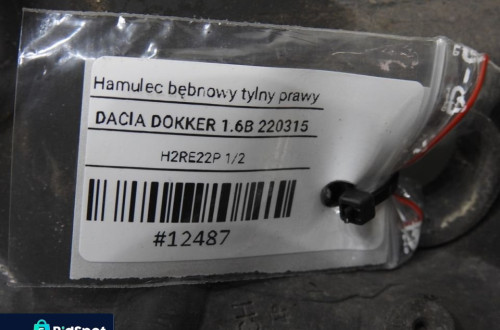 Hamulec bębnowy tylny prawy
DACIA DOKKER 1.6B 220315
H2RE22P 1/2
#12487
BidSpot